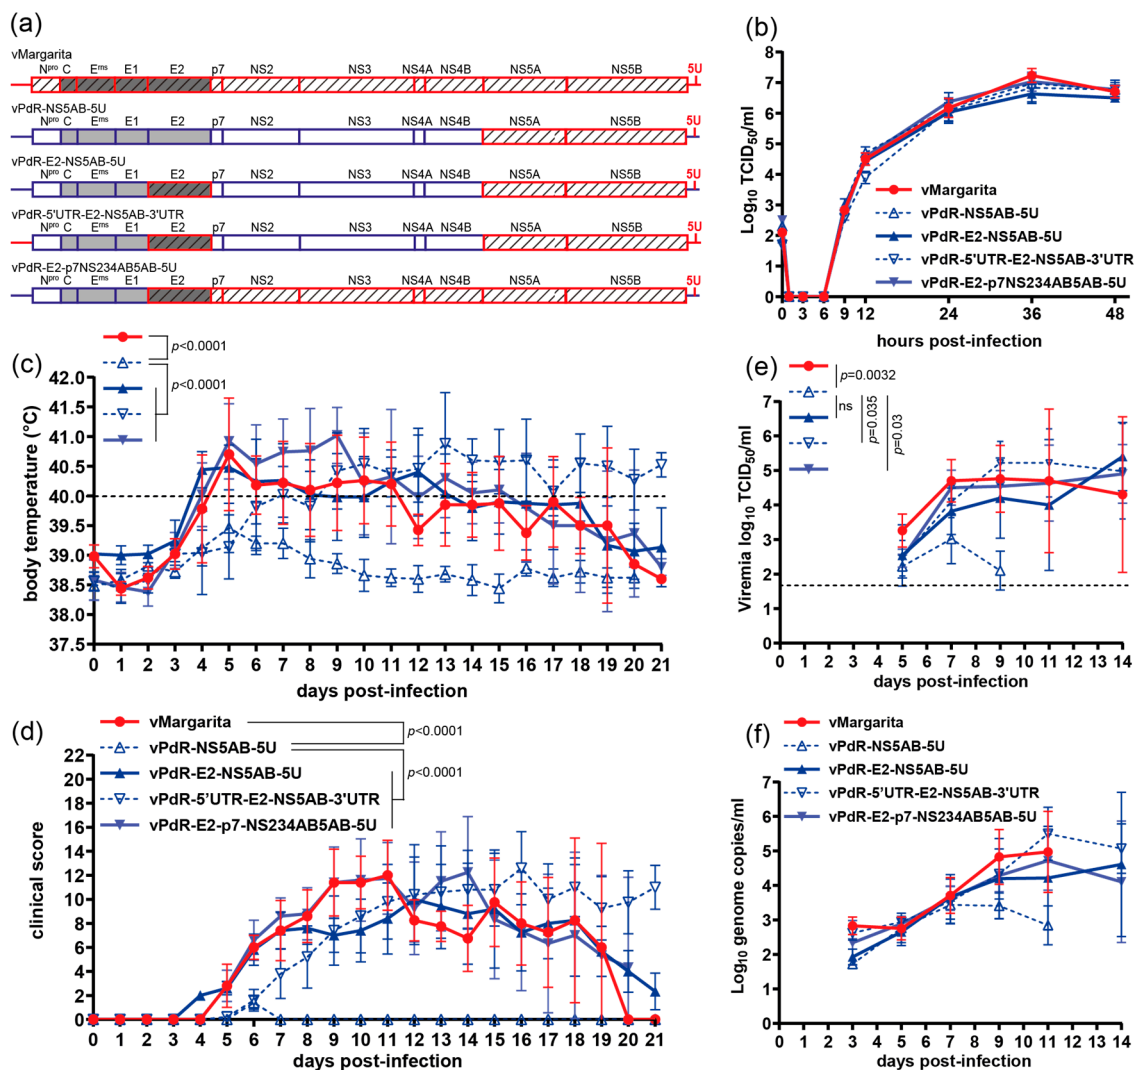 (a)
vMargarita
Npro C Erns E1 E2 p7 NS2 NS3 NS4A NS4B NS5A NS5B 5U
vPdR-NS5AB-5U
Npro C Erns E1 E2 p7 NS2 NS3 NS4A NS4B NS5A NS5B 5U
vPdR-E2-NS5AB-5U
Npro C Erns E1 E2 p7 NS2 NS3 NS4A NS4B NS5A NS5B 5U
vPdR-5'UTR-E2-NS5AB-3'UTR
Npro C Erns E1 E2 p7 NS2 NS3 NS4A NS4B NS5A NS5B 5U
vPdR-E2-p7NS234AB5AB-5U
Npro C Erns E1 E2 p7 NS2 NS3 NS4A NS4B NS5A NS5B 5U
(b)
Log10 TCID50/ml
8
7
6
5
4
3
2
1
0
0 3 6 9 12 24 36 48
hours post-infection
vMargarita
vPdR-NS5AB-5U
vPdR-E2-NS5AB-5U
vPdR-5'UTR-E2-NS5AB-3'UTR
vPdR-E2-p7NS234AB5AB-5U
(c)
p<0.0001
p<0.0001
body temperature (°C)
42.0
41.5
41.0
40.5
40.0
39.5
39.0
38.5
38.0
37.5
0 1 2 3 4 5 6 7 8 9 10 11 12 13 14 15 16 17 18 19 20 21
days post-infection
(e)
p=0.0032
ns
p=0.035
p=0.03
Viremia log10 TCID50/ml
7
6
5
4
3
2
1
0
0 1 2 3 4 5 6 7 8 9 10 11 12 13 14
days post-infection
(d)
vMargarita
vPdR-NS5AB-5U
vPdR-E2-NS5AB-5U
vPdR-5'UTR-E2-NS5AB-3'UTR
vPdR-E2-p7-NS234AB5AB-5U
p<0.0001
p<0.0001
clinical score
22
20
18
16
14
12
10
8
6
4
2
0
0 1 2 3 4 5 6 7 8 9 10 11 12 13 14 15 16 17 18 19 20 21
days post-infection
(f)
vMargarita
vPdR-NS5AB-5U
vPdR-E2-NS5AB-5U
vPdR-5'UTR-E2-NS5AB-3'UTR
vPdR-E2-p7-NS234AB5AB-5U
Log10 genome copies/ml
7
6
5
4
3
2
1
0
0 1 2 3 4 5 6 7 8 9 10 11 12 13 14
days post-infection